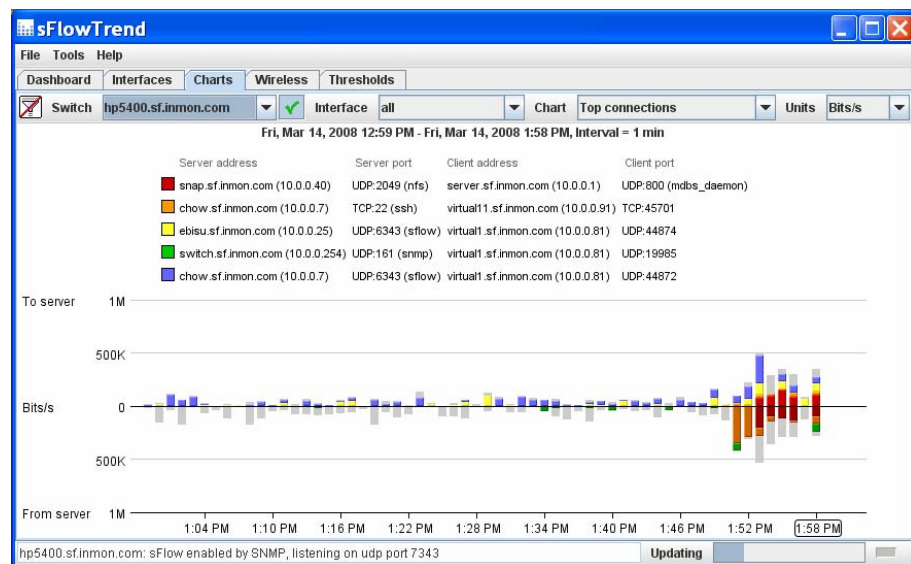 sFlowTrend
File Tools Help
Dashboard Interfaces Charts Wireless Thresholds
Switch hp5400.sf.inmon.com Interface all Chart Top connections Units Bits/s
Fri, Mar 14, 2008 12:59 PM - Fri, Mar 14, 2008 1:58 PM, Interval = 1 min
Server address Server port Client address Client port
snap.sf.inmon.com (10.0.0.40) UDP:2049 (nfs) server.sf.inmon.com (10.0.0.1) UDP:800 (mdbs_daemon)
chow.sf.inmon.com (10.0.0.7) TCP:22 (ssh) virtual11.sf.inmon.com (10.0.0.91) TCP:45701
ebisu.sf.inmon.com (10.0.0.25) UDP:6343 (sflow) virtual1.sf.inmon.com (10.0.0.81) UDP:44874
switch.sf.inmon.com (10.0.0.254) UDP:161 (snmp) virtual1.sf.inmon.com (10.0.0.81) UDP:19985
chow.sf.inmon.com (10.0.0.7) UDP:6343 (sflow) virtual1.sf.inmon.com (10.0.0.81) UDP:44872
To server 1M
500K
Bits/s 0
500K
From server 1M
1:04 PM 1:10 PM 1:16 PM 1:22 PM 1:28 PM 1:34 PM 1:40 PM 1:46 PM 1:52 PM 1:58 PM
hp5400.sf.inmon.com: sFlow enabled by SNMP, listening on udp port 7343 Updating